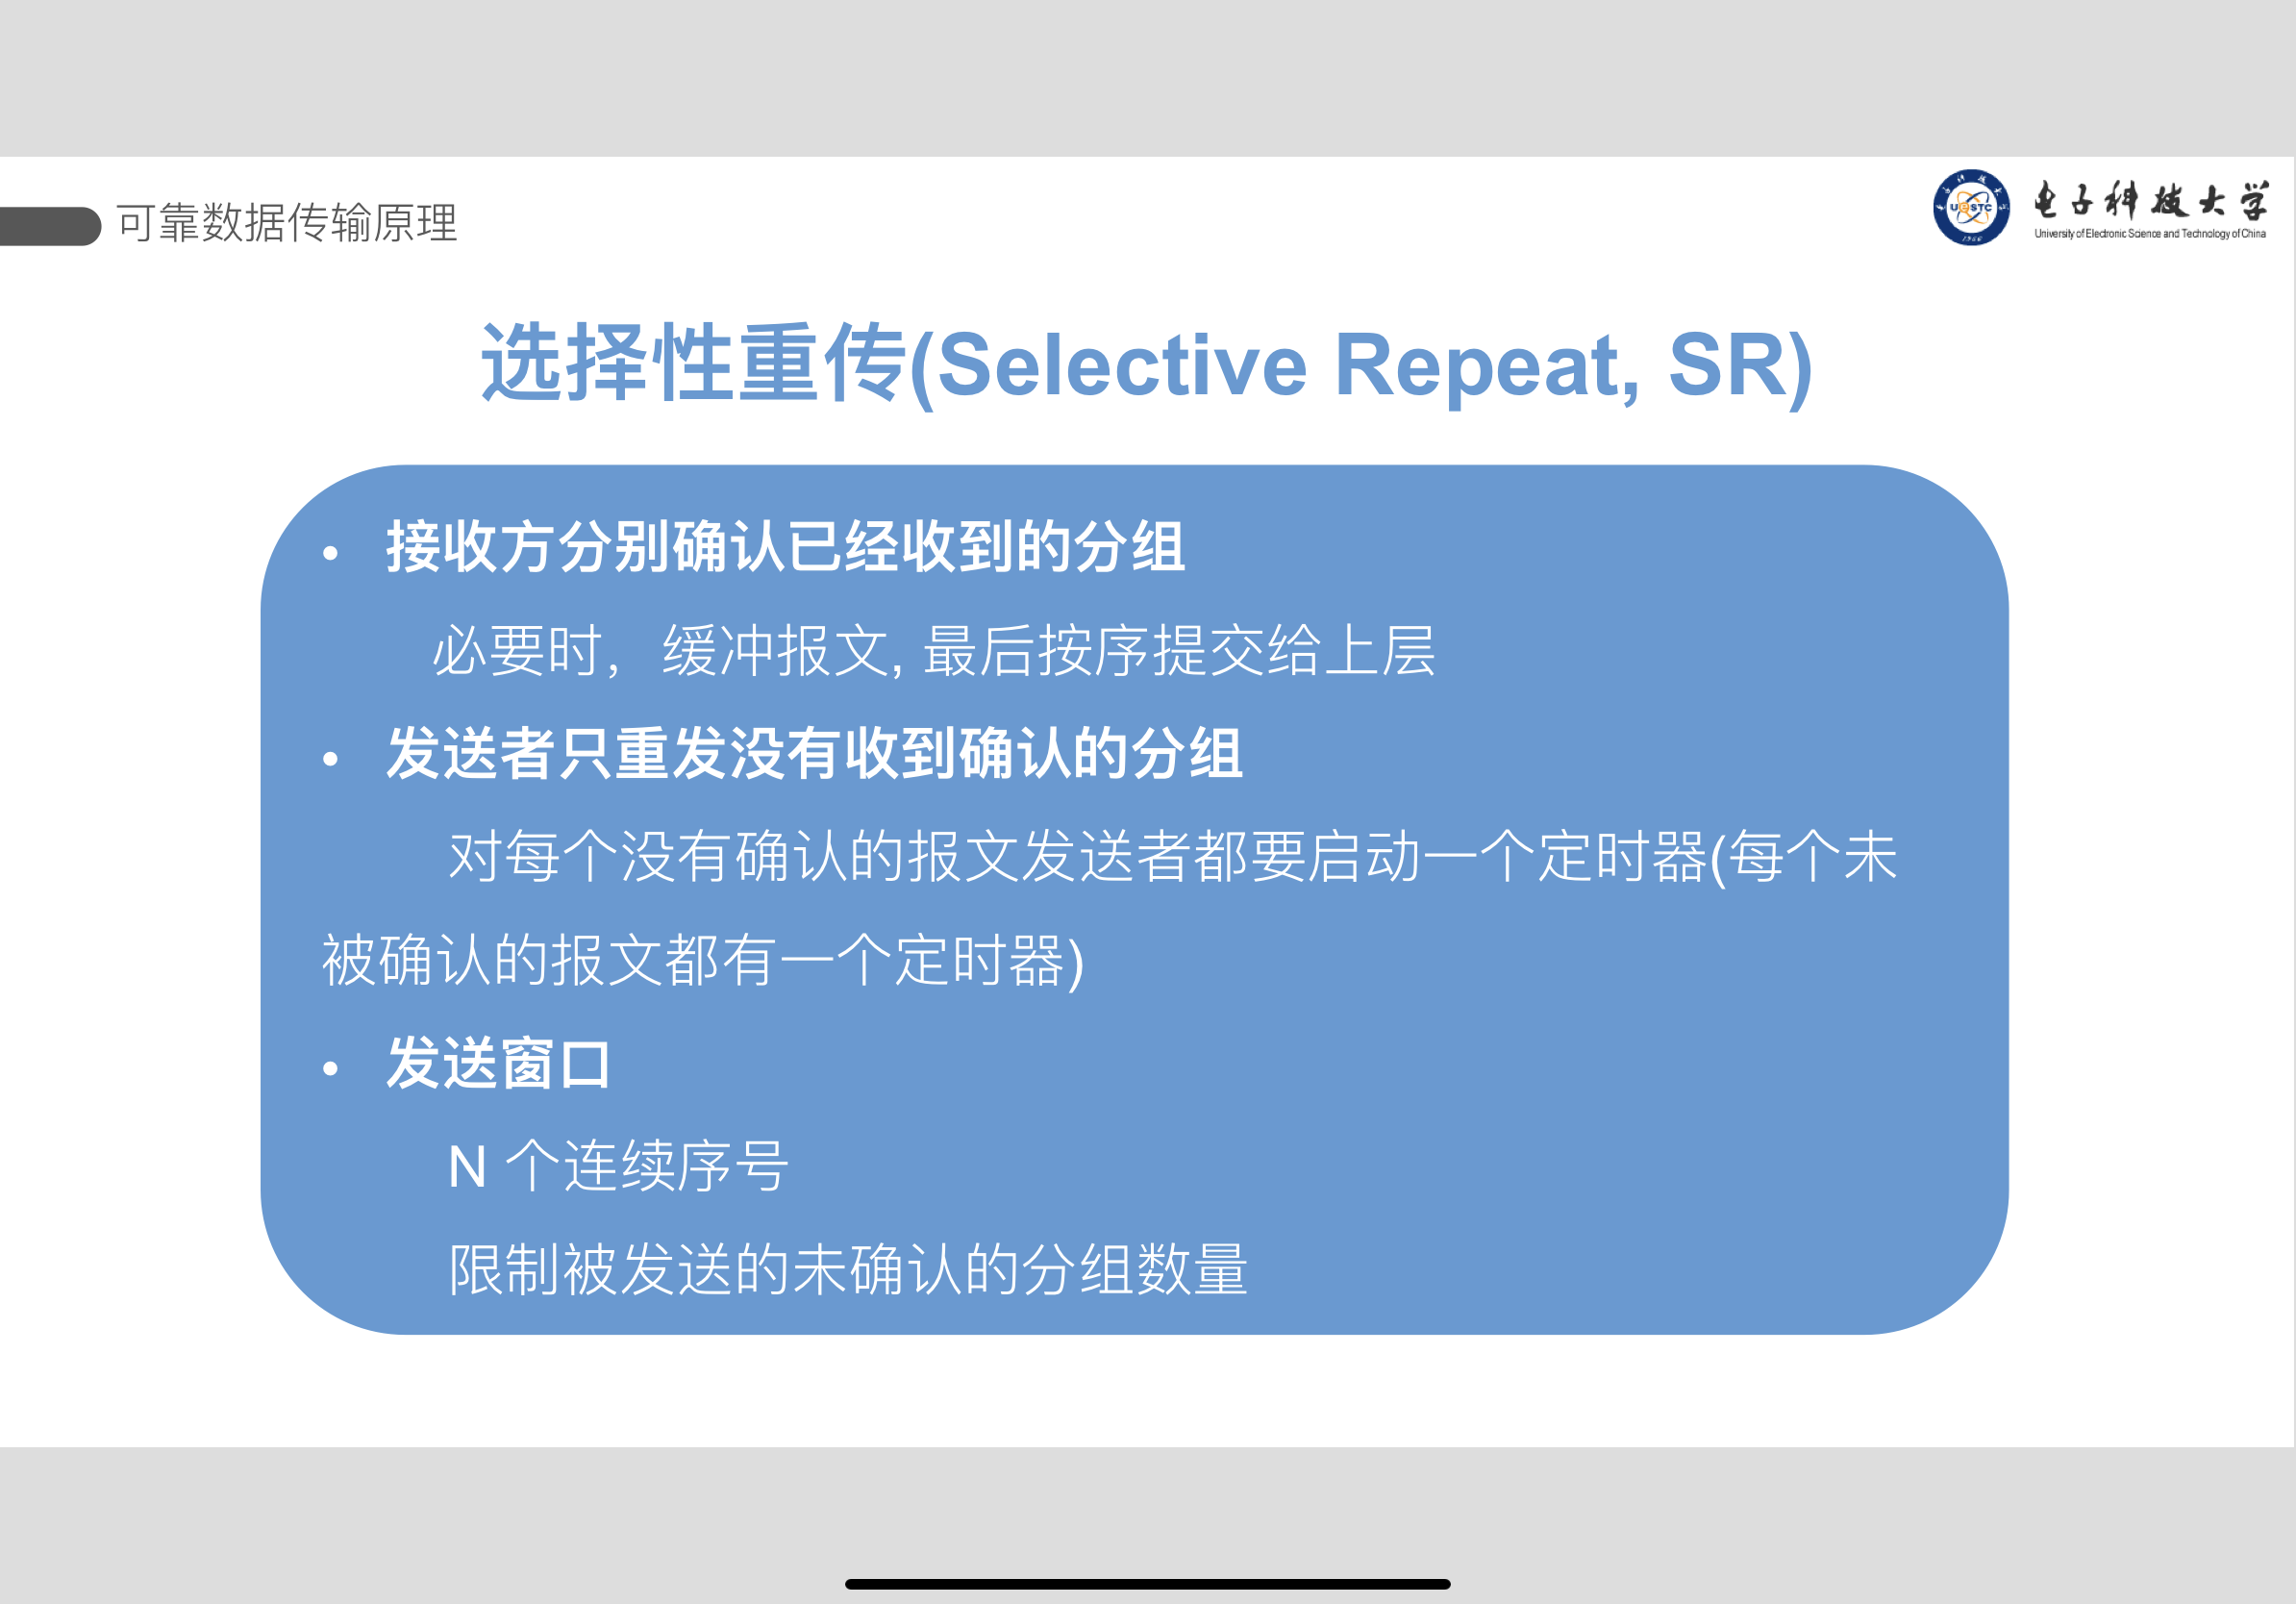 可靠数据传输原理
电子科技大学
University of Electronic Science and Technology of China
UESTC
1956
选择性重传(Selective Repeat, SR)
• 接收方分别确认已经收到的分组
必要时， 缓冲报文, 最后按序提交给上层
• 发送者只重发没有收到确认的分组
对每个没有确认的报文发送者都要启动一个定时器(每个未
被确认的报文都有一个定时器)
• 发送窗口
N 个连续序号
限制被发送的未确认的分组数量